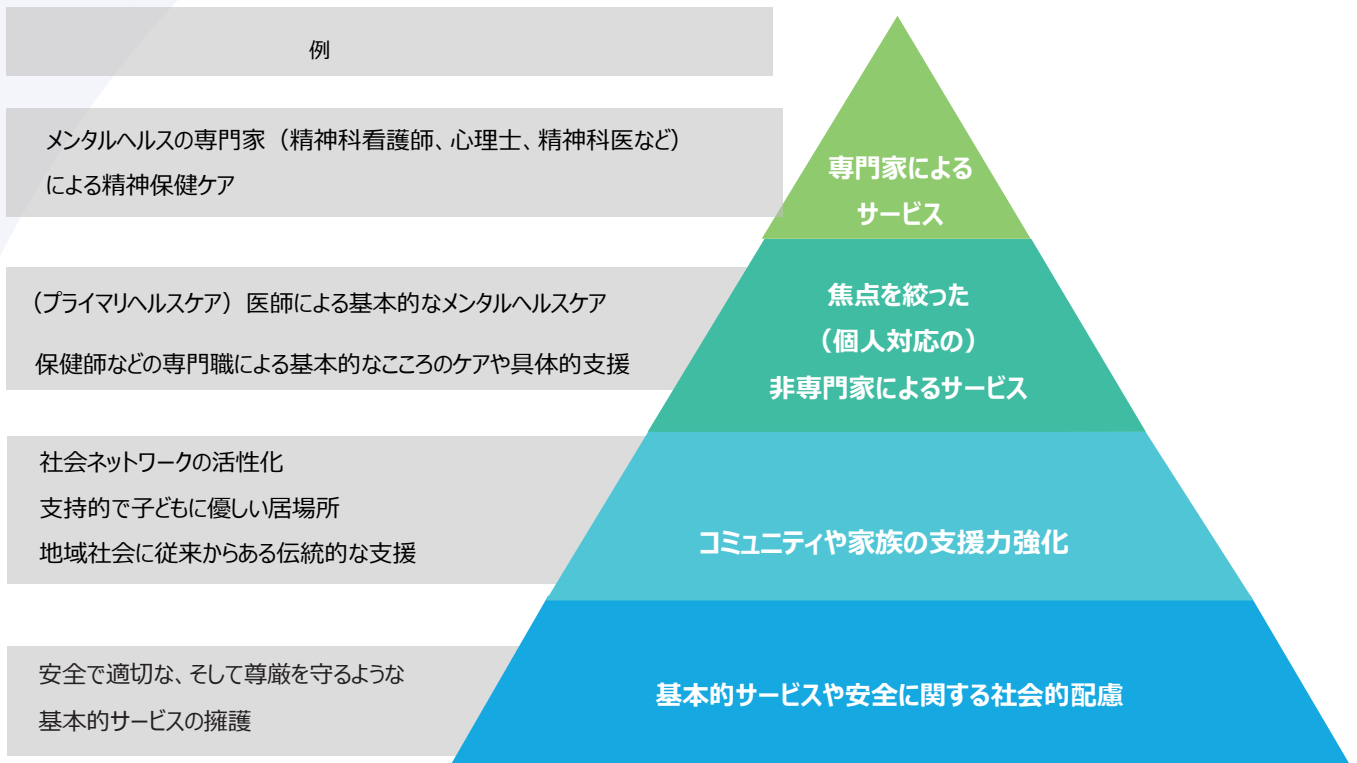 例
メンタルヘルスの専門家（精神科看護師、心理士、精神科医など）
による精神保健ケア
専門家による
サービス
（プライマリヘルスケア）医師による基本的なメンタルヘルスケア
保健師などの専門職による基本的なこころのケアや具体的支援
焦点を絞った
（個人対応の）
非専門家によるサービス
社会ネットワークの活性化
支持的で子どもに優しい居場所
地域社会に従来からある伝統的な支援
コミュニティや家族の支援力強化
安全で適切な、そして尊厳を守るような
基本的サービスの擁護
基本的サービスや安全に関する社会的配慮